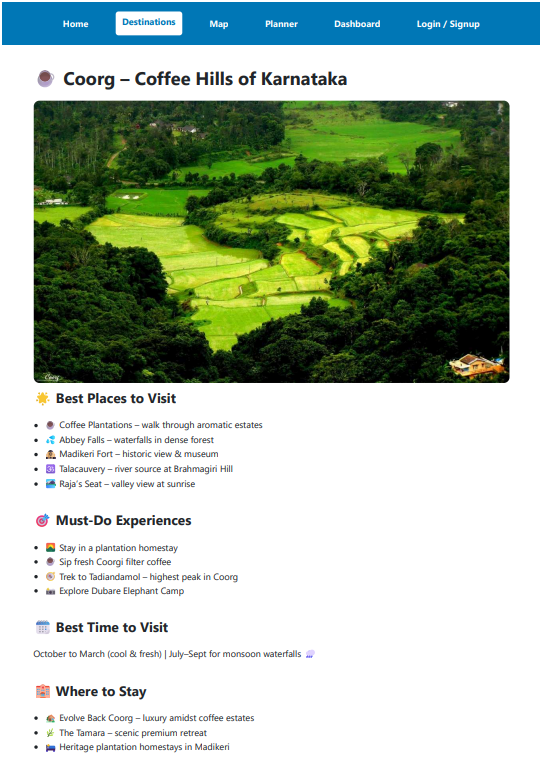 Home Destinations Map Planner Dashboard Login / Signup
Coorg – Coffee Hills of Karnataka
Coorg
Best Places to Visit
Coffee Plantations – walk through aromatic estates
Abbey Falls – waterfalls in dense forest
Madikeri Fort – historic view & museum
Talacauvery – river source at Brahmagiri Hill
Raja's Seat – valley view at sunrise
Must-Do Experiences
Stay in a plantation homestay
Sip fresh Coorgi filter coffee
Trek to Tadiandamol – highest peak in Coorg
Explore Dubare Elephant Camp
Best Time to Visit
October to March (cool & fresh) | July–Sept for monsoon waterfalls
Where to Stay
Evolve Back Coorg – luxury amidst coffee estates
The Tamara – scenic premium retreat
Heritage plantation homestays in Madikeri